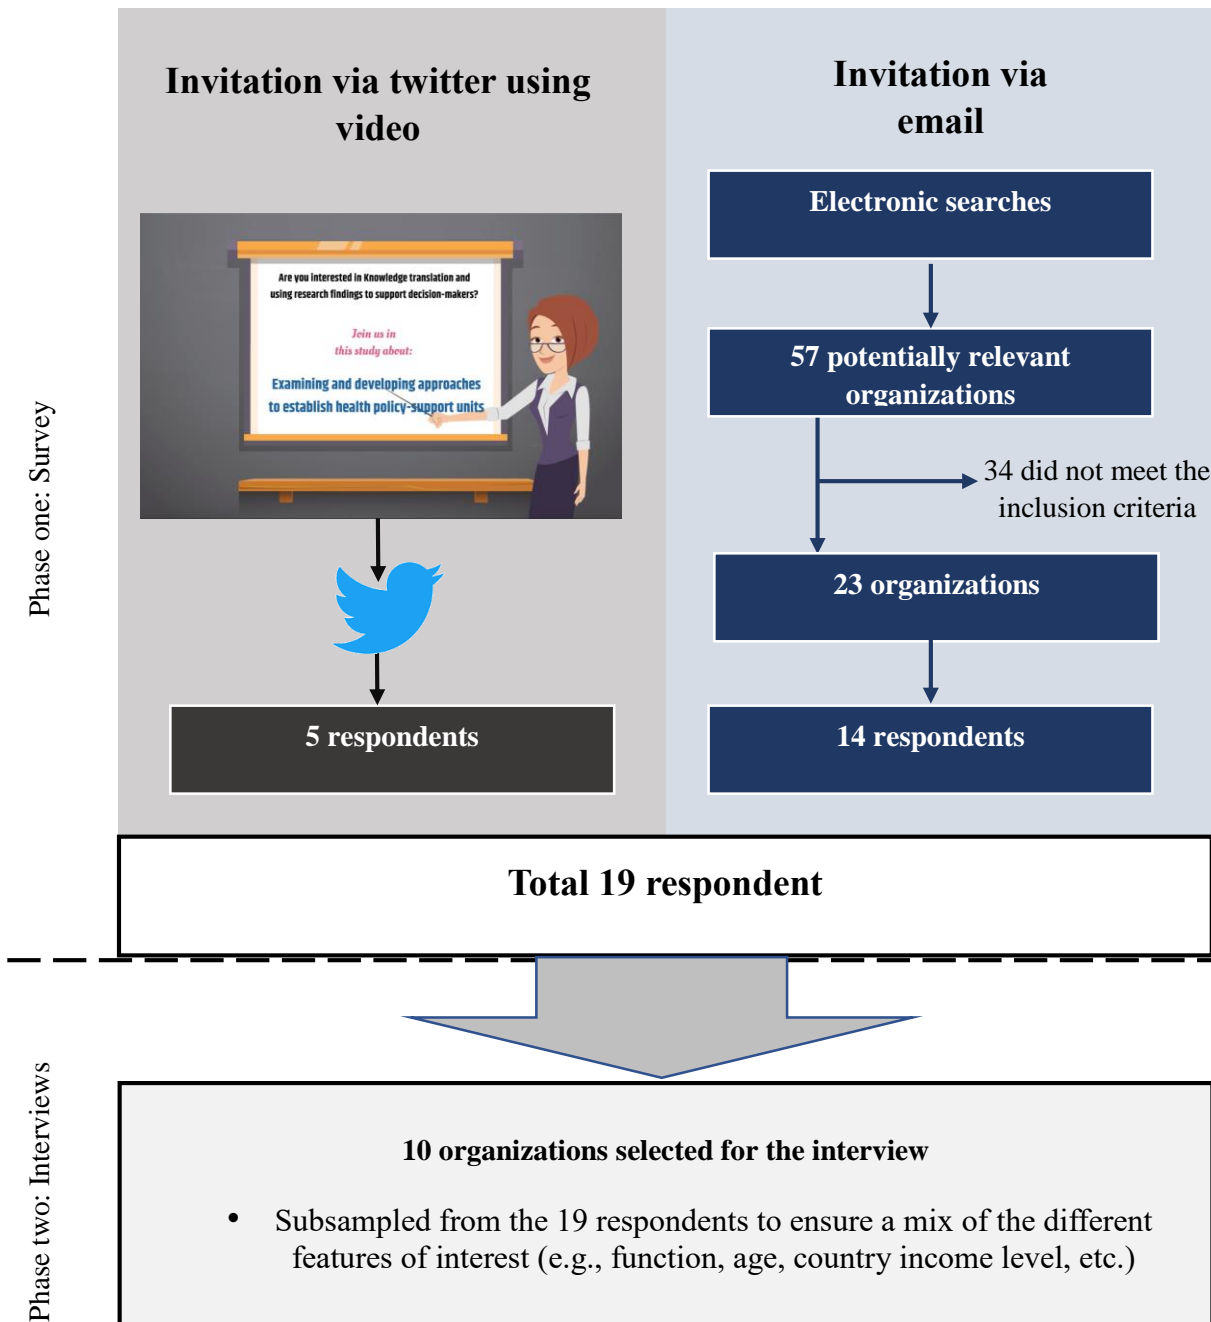 Phase one: Survey
Invitation via twitter using
video
Are you interested in Knowledge translation and
using research findings to support decision-makers?
Join us in
this study about:
Examining and developing approaches
to establish health policy-support units
5 respondents
Invitation via
email
Electronic searches
57 potentially relevant
organizations
34 did not meet the
inclusion criteria
23 organizations
14 respondents
Total 19 respondent
Phase two: Interviews
10 organizations selected for the interview
• Subsampled from the 19 respondents to ensure a mix of the different
features of interest (e.g., function, age, country income level, etc.)